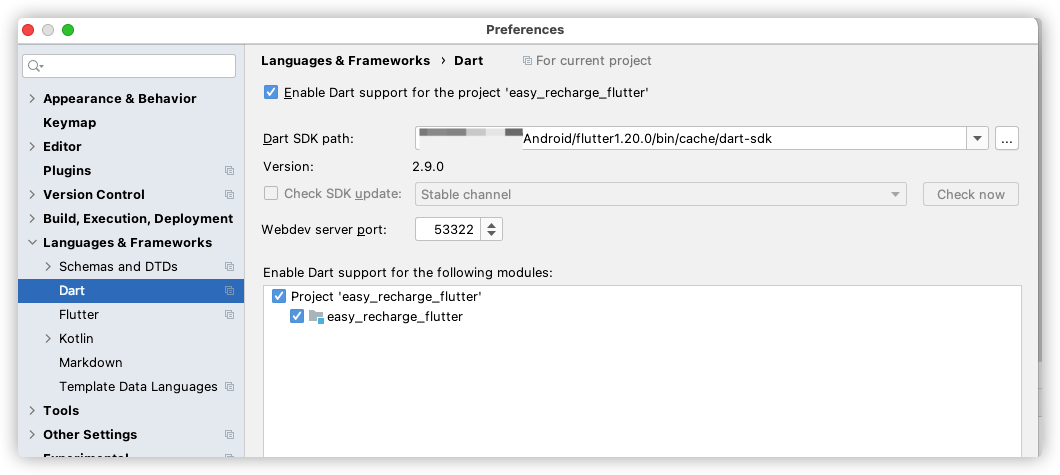 Preferences
Languages & Frameworks › Dart For current project
Enable Dart support for the project 'easy_recharge_flutter'
Dart SDK path: Android/flutter1.20.0/bin/cache/dart-sdk ...
Version: 2.9.0
Check SDK update: Stable channel Check now
Webdev server port: 53322
Enable Dart support for the following modules:
Project 'easy_recharge_flutter'
easy_recharge_flutter
Appearance & Behavior
Keymap
Editor
Plugins
Version Control
Build, Execution, Deployment
Languages & Frameworks
Schemas and DTDs
Dart
Flutter
Kotlin
Markdown
Template Data Languages
Tools
Other Settings
Experimental